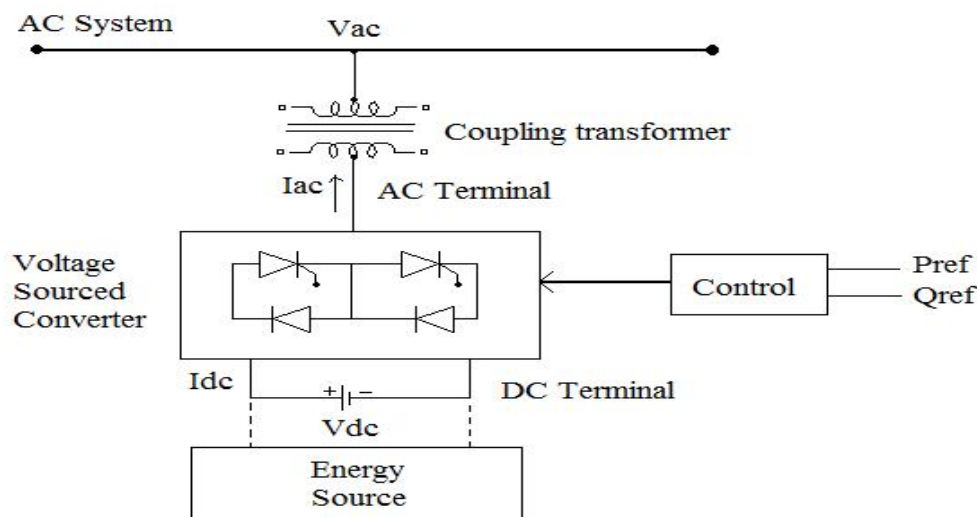 AC System
Vac
Coupling transformer
Iac
AC Terminal
Voltage
Sourced
Converter
Control
Pref
Qref
Idc
+
−
DC Terminal
Vdc
Energy
Source